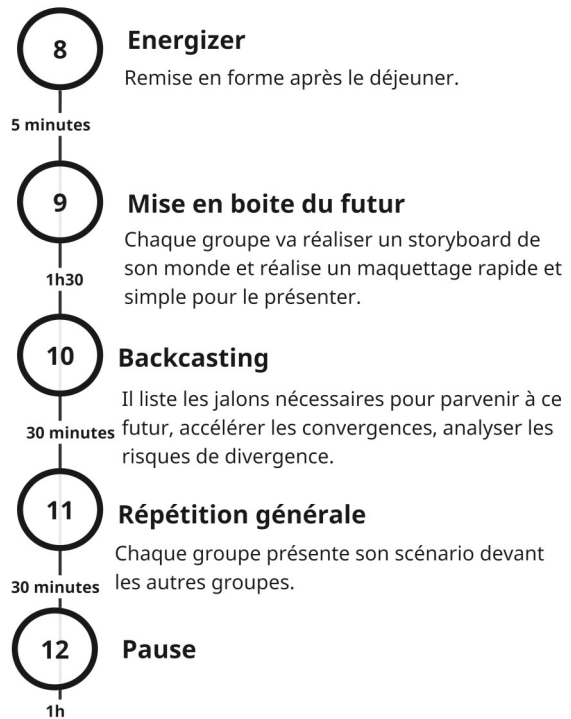 8
Energizer
Remise en forme après le déjeuner.
5 minutes
9
Mise en boite du futur
Chaque groupe va réaliser un storyboard de
son monde et réalise un maquettage rapide et
simple pour le présenter.
1h30
10
Backcasting
Il liste les jalons nécessaires pour parvenir à ce
futur, accélérer les convergences, analyser les
risques de divergence.
30 minutes
11
Répétition générale
Chaque groupe présente son scénario devant
les autres groupes.
30 minutes
12
Pause
1h